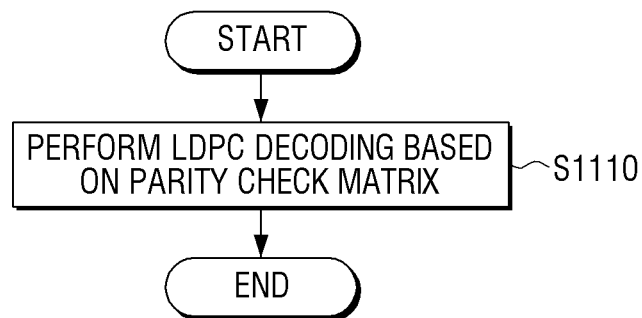 START
PERFORM LDPC DECODING BASED
ON PARITY CHECK MATRIX
S1110
END